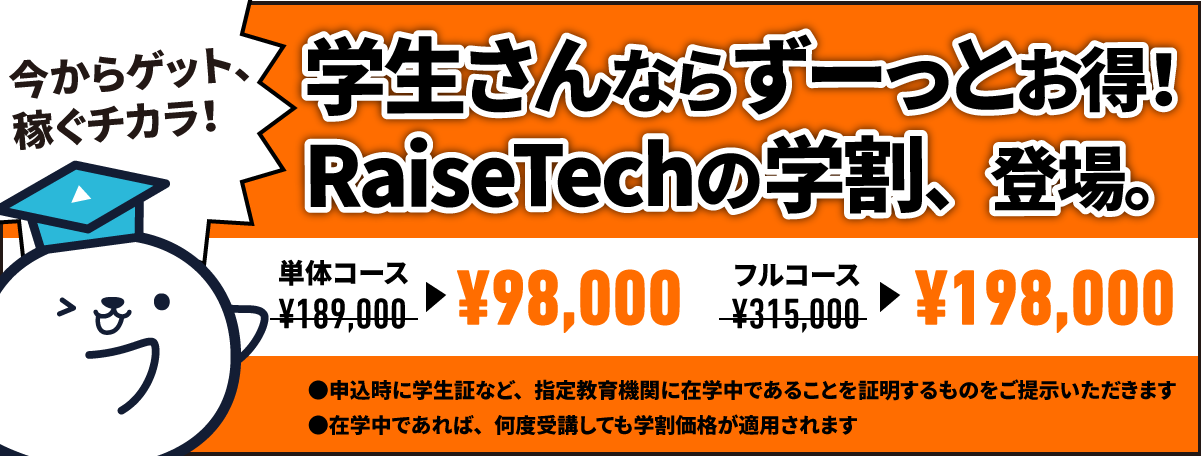 今からゲット、
稼ぐチカラ！
学生さんならずーっとお得！
RaiseTechの学割、登場。
単体コース
¥189,000
¥98,000
フルコース
¥315,000
¥198,000
●申込時に学生証など、指定教育機関に在学中であることを証明するものをご提示いただきます
●在学中であれば、何度受講しても学割価格が適用されます